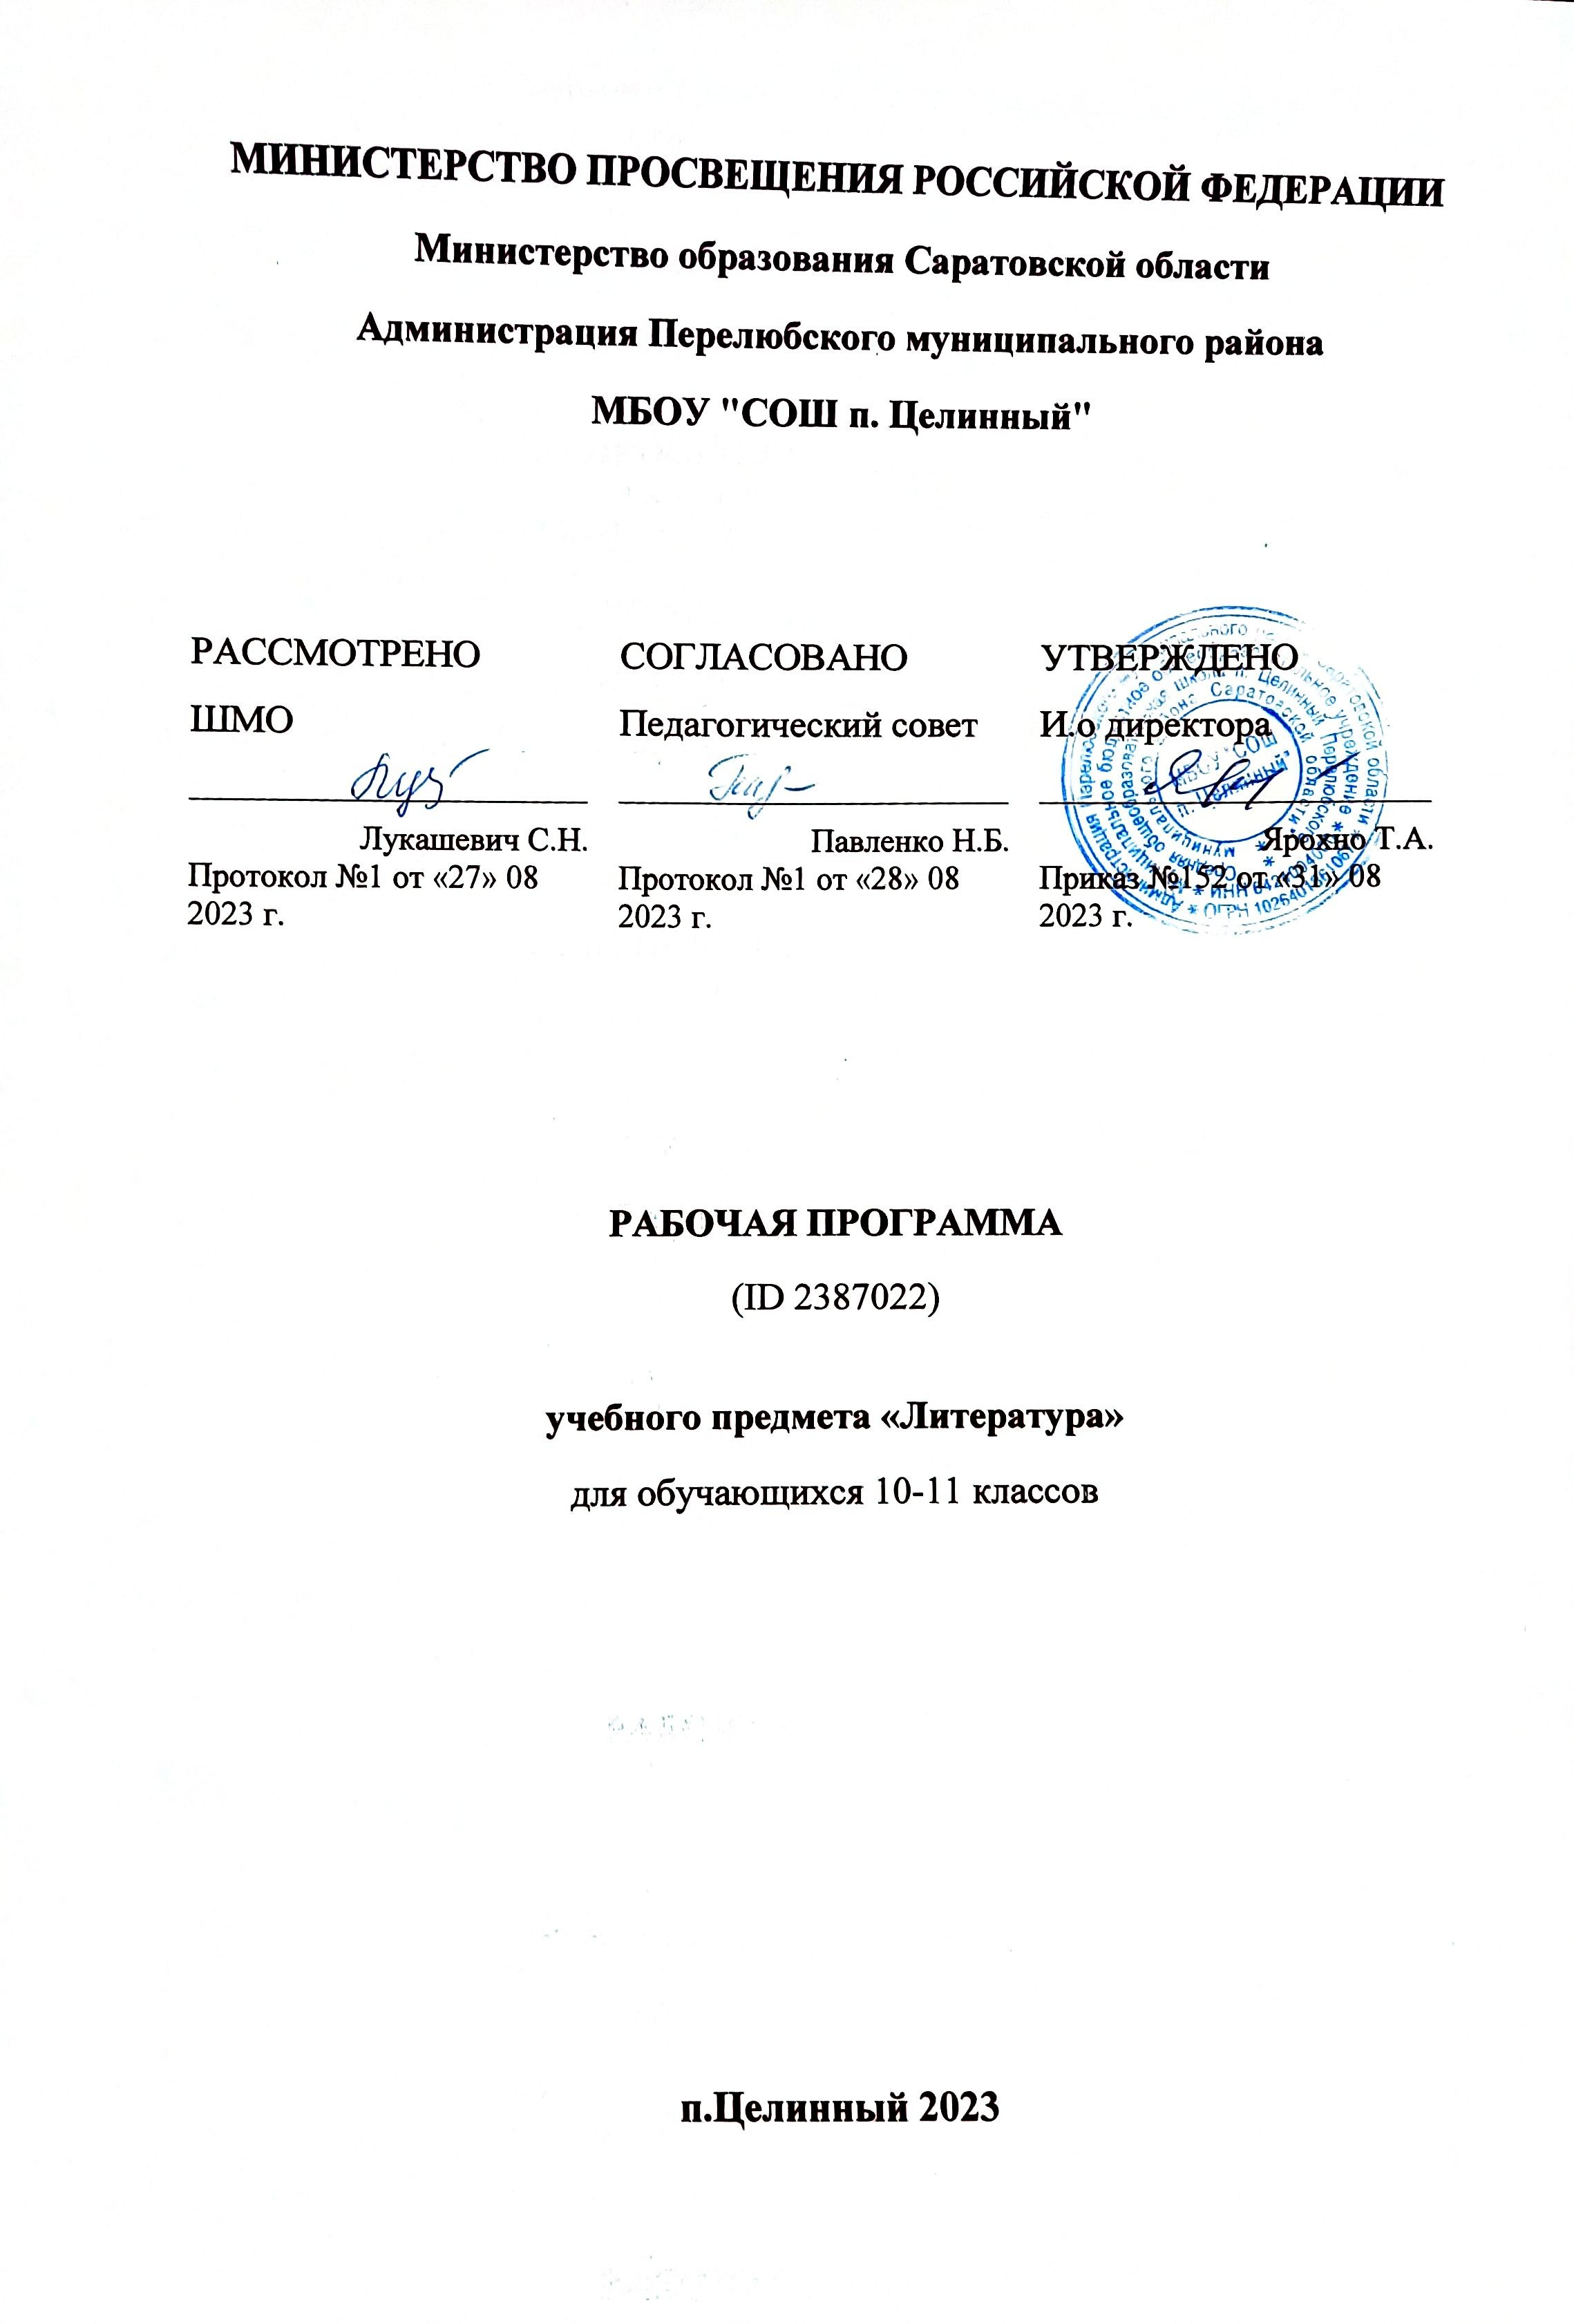 МИНИСТЕРСТВО ПРОСВЕЩЕНИЯ РОССИЙСКОЙ ФЕДЕРАЦИИ
Министерство образования Саратовской области
Администрация Перелюбского муниципального района
МБОУ "СОШ п. Целинный"
РАССМОТРЕНО
ШМО
Лукашевич С.Н.
Протокол №1 от «27» 08
2023 г.
СОГЛАСОВАНО
Педагогический совет
Павленко Н.Б.
Протокол №1 от «28» 08
2023 г.
УТВЕРЖДЕНО
И.о директора
Ярохно Т.А.
Приказ №152 от «31» 08
2023 г.
МБОУ "СОШ
п. Целинный"
РАБОЧАЯ ПРОГРАММА
(ID 2387022)
учебного предмета «Литература»
для обучающихся 10-11 классов
п.Целинный 2023